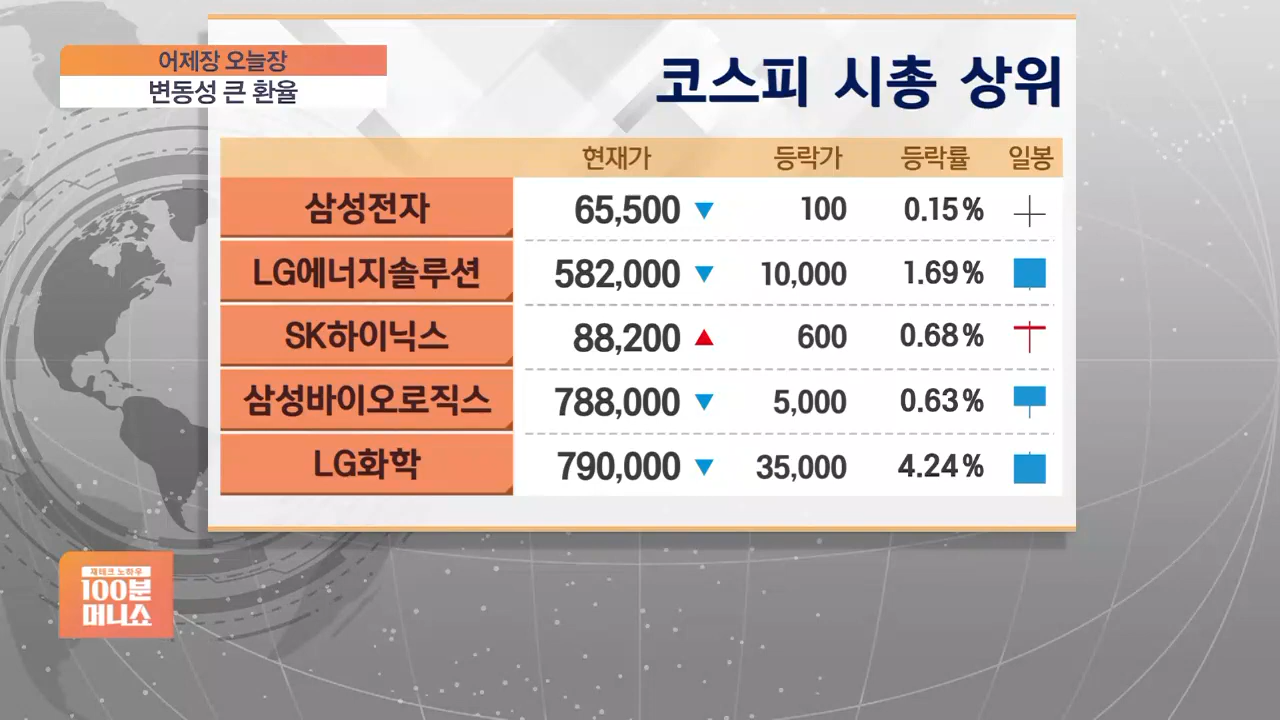 어제장 오늘장
변동성 큰 환율
코스피 시총 상위
현재가 등락가 등락률 일봉
삼성전자 65,500 ▼ 100 0.15%
LG에너지솔루션 582,000 ▼ 10,000 1.69%
SK하이닉스 88,200 ▲ 600 0.68%
삼성바이오로직스 788,000 ▼ 5,000 0.63%
LG화학 790,000 ▼ 35,000 4.24%
재테크 노하우
100분
머니쇼